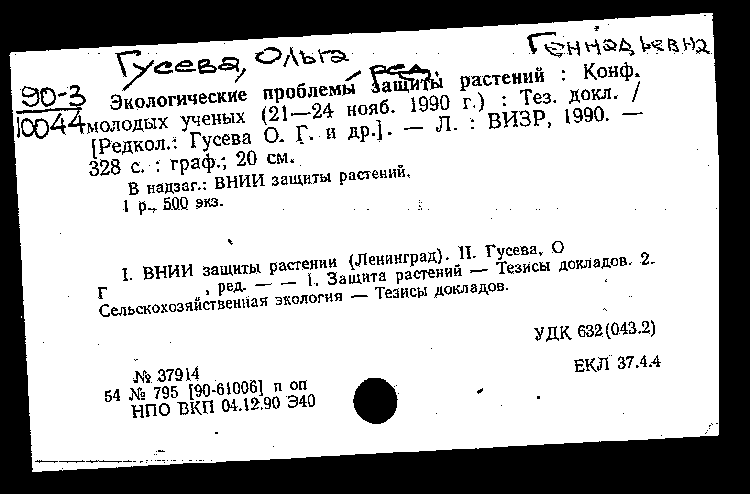 Гусева, Ольга Геннадьевна
ред.
90-3
10044
Экологические проблемы защиты растений : Конф.
молодых ученых (21—24 нояб. 1990 г.) : Тез. докл. /
[Редкол.: Гусева О. Г. и др.]. — Л. : ВИЗР, 1990. —
328 с. : граф.; 20 см.
В надзаг.: ВНИИ защиты растений.
1 р., 500 экз.
I. ВНИИ защиты растении (Ленинград). II. Гусева, О
Г , ред. — — 1. Защита растений — Тезисы докладов. 2.
Сельскохозяйственная экология — Тезисы докладов.
УДК 632(043.2)
ЕКЛ 37.4.4
№ 37914
54 № 795 [90-61006] п оп
НПО ВКП 04.12.90 Э40